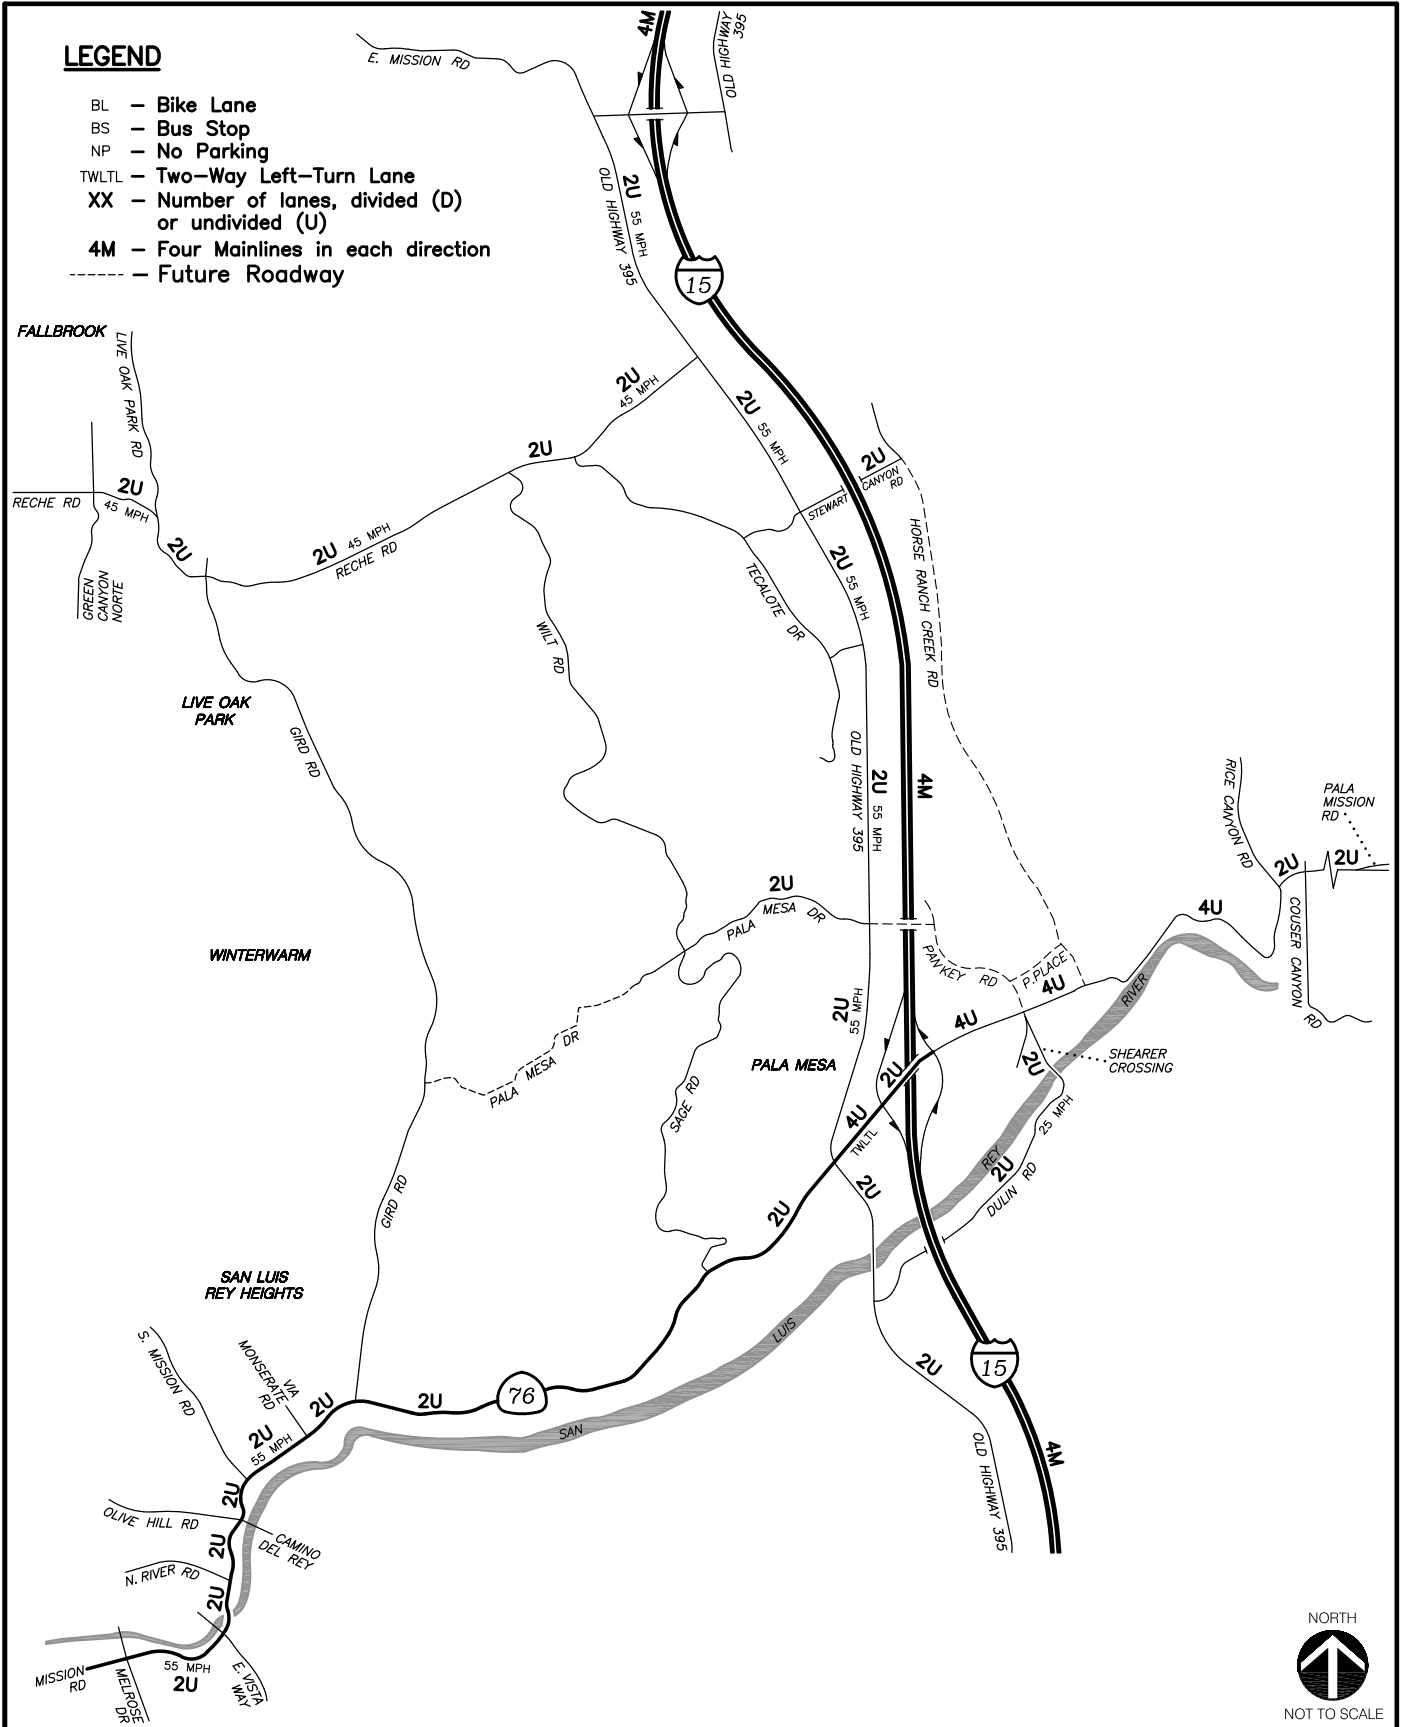 LEGEND
BL – Bike Lane
BS – Bus Stop
NP – No Parking
TWLTL – Two-Way Left-Turn Lane
XX – Number of lanes, divided (D)
or undivided (U)
4M – Four Mainlines in each direction
------ – Future Roadway
E. MISSION RD
4M
OLD HIGHWAY
395
2U
55 MPH
OLD HIGHWAY 395
15
FALLBROOK
LIVE OAK PARK RD
2U
45 MPH
2U
55 MPH
2U
2U
CANYON
RD
STEWART
RECHE RD
2U
45 MPH
2U
2U
45 MPH
RECHE RD
GREEN
CANYON
NORTE
HORSE RANCH CREEK RD
2U
55 MPH
TECALOTE DR
WILT RD
LIVE OAK
PARK
GIRD RD
OLD HIGHWAY 395
2U
55 MPH
4M
RICE CANYON RD
PALA
MISSION
RD
2U
2U
2U
PALA MESA DR
4U
COUSER CANYON RD
WINTERWARM
PANKEY RD
P.PLACE
4U
RIVER
2U
55 MPH
4U
PALA MESA DR
PALA MESA
2U
2U
SHEARER
CROSSING
SAGE RD
4U
TWLTL
25 MPH
REY
2U
DULIN RD
GIRD RD
2U
2U
SAN LUIS
REY HEIGHTS
LUIS
S. MISSION RD
VIA
MONSERATE
RD
2U
15
2U
2U
76
2U
55 MPH
SAN
OLD HIGHWAY 395
4M
2U
OLIVE HILL RD
2U
CAMINO
DEL REY
N. RIVER RD
2U
MISSION
RD
55 MPH
2U
MELROSE
DR
E. VISTA
WAY
NORTH
NOT TO SCALE